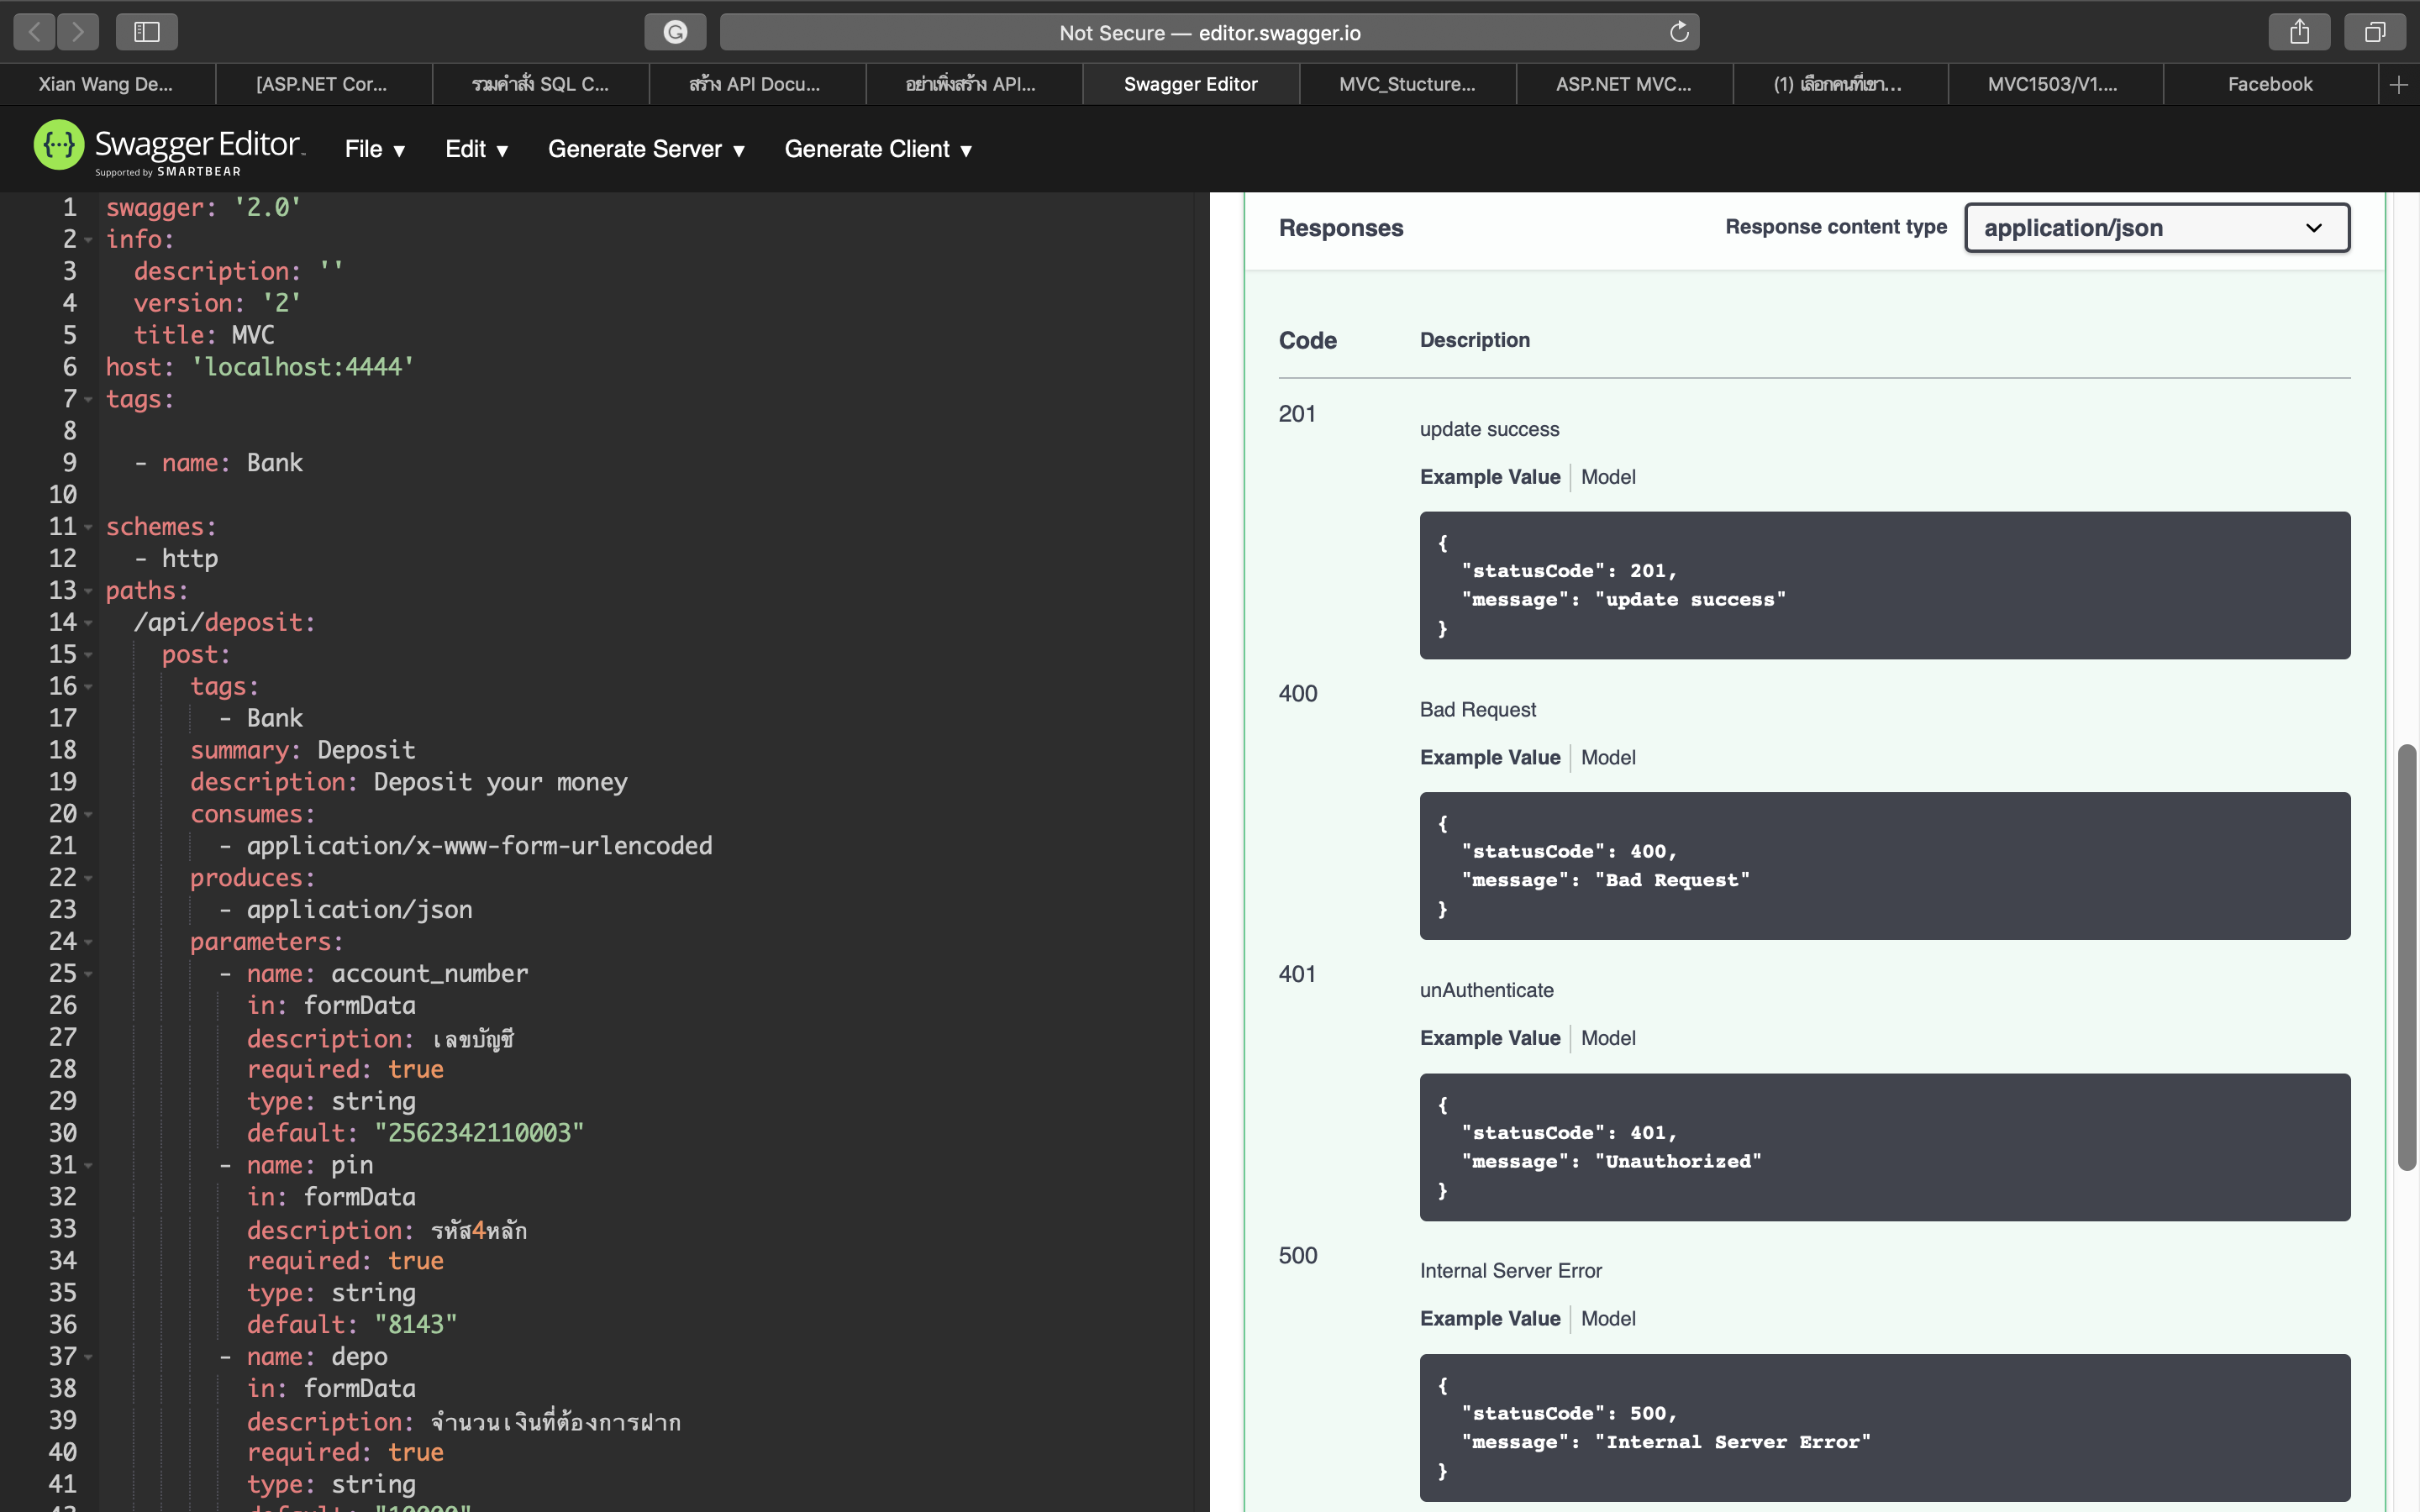 Not Secure — editor.swagger.io
Xian Wang De...
[ASP.NET Cor...
รวมคำสั่ง SQL C...
สร้าง API Docu...
อย่าเพิ่งสร้าง API...
Swagger Editor
MVC_Stucture...
ASP.NET MVC...
(1) เลือกคนที่เขา...
MVC1503/V1....
Facebook
Swagger Editor
Supported by SMARTBEAR
File ▼
Edit ▼
Generate Server ▼
Generate Client ▼
1 swagger: '2.0'
2 info:
3 description: ''
4 version: '2'
5 title: MVC
6 host: 'localhost:4444'
7 tags:
8
9 - name: Bank
10
11 schemes:
12 - http
13 paths:
14 /api/deposit:
15 post:
16 tags:
17 - Bank
18 summary: Deposit
19 description: Deposit your money
20 consumes:
21 - application/x-www-form-urlencoded
22 produces:
23 - application/json
24 parameters:
25 - name: account_number
26 in: formData
27 description: เลขบัญชี
28 required: true
29 type: string
30 default: "2562342110003"
31 - name: pin
32 in: formData
33 description: รหัส4หลัก
34 required: true
35 type: string
36 default: "8143"
37 - name: depo
38 in: formData
39 description: จำนวนเงินที่ต้องการฝาก
40 required: true
41 type: string
Responses
Response content type
application/json
Code Description
201
update success
Example Value Model
{
"statusCode": 201,
"message": "update success"
}
400
Bad Request
Example Value Model
{
"statusCode": 400,
"message": "Bad Request"
}
401
unAuthenticate
Example Value Model
{
"statusCode": 401,
"message": "Unauthorized"
}
500
Internal Server Error
Example Value Model
{
"statusCode": 500,
"message": "Internal Server Error"
}